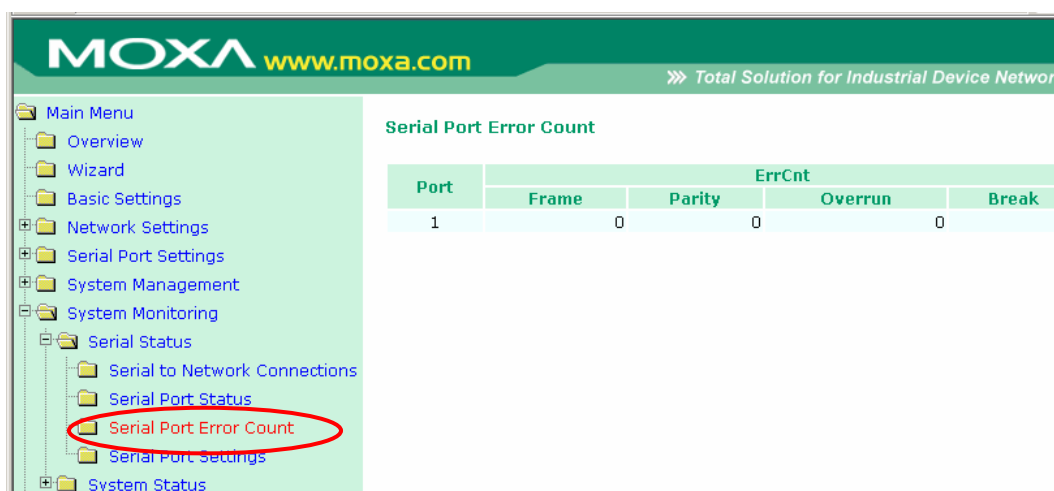 MOXA www.moxa.com
Total Solution for Industrial Device Networ
Main Menu
Overview
Wizard
Basic Settings
Network Settings
Serial Port Settings
System Management
System Monitoring
Serial Status
Serial to Network Connections
Serial Port Status
Serial Port Error Count
Serial Port Settings
System Status
Serial Port Error Count
Port ErrCnt
Frame Parity Overrun Break
1 0 0 0